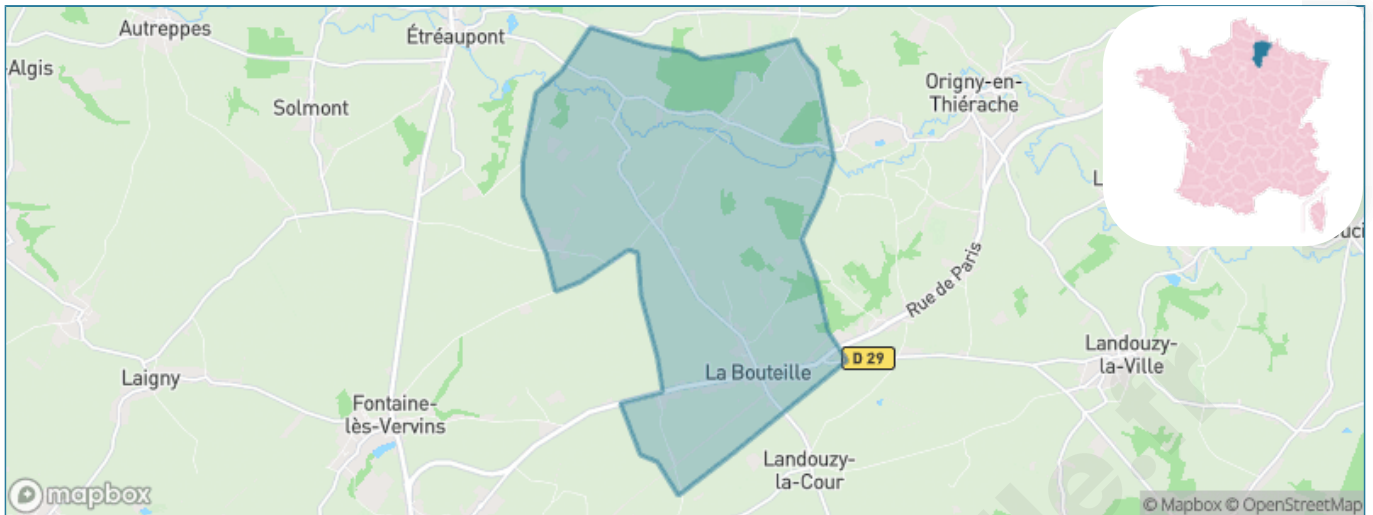 Autreppes
Étréaupont
-Algis
Solmont
Origny-en-
Thiérache
L
Rue de Paris
D 29
La Bouteille
Landouzy-
la-Ville
Laigny
Fontaine-
lès-Vervins
Landouzy-
la-Cour
mapbox
© Mapbox © OpenStreetMap